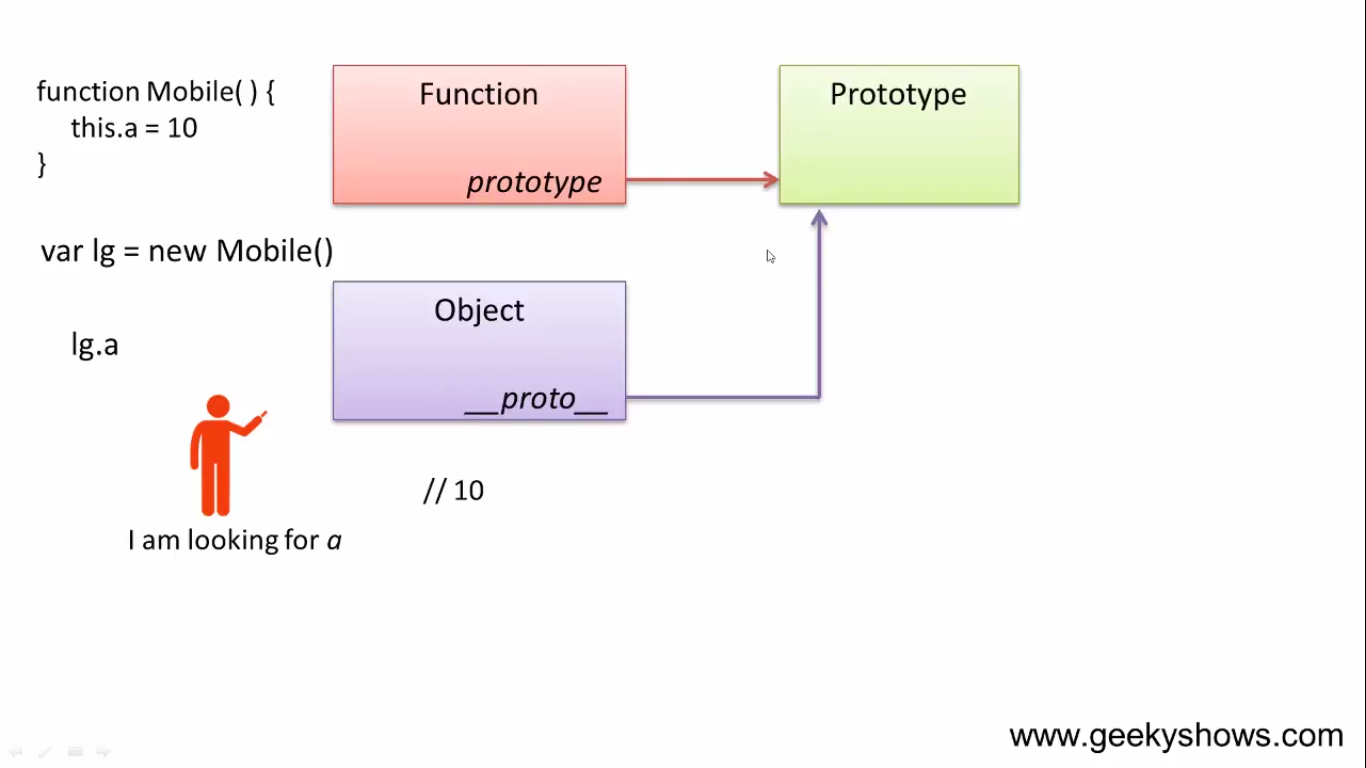 function Mobile( ) {
this.a = 10
}
Function
prototype
Prototype
var lg = new Mobile()
Object
__proto__
lg.a
// 10
I am looking for a
www.geekyshows.com